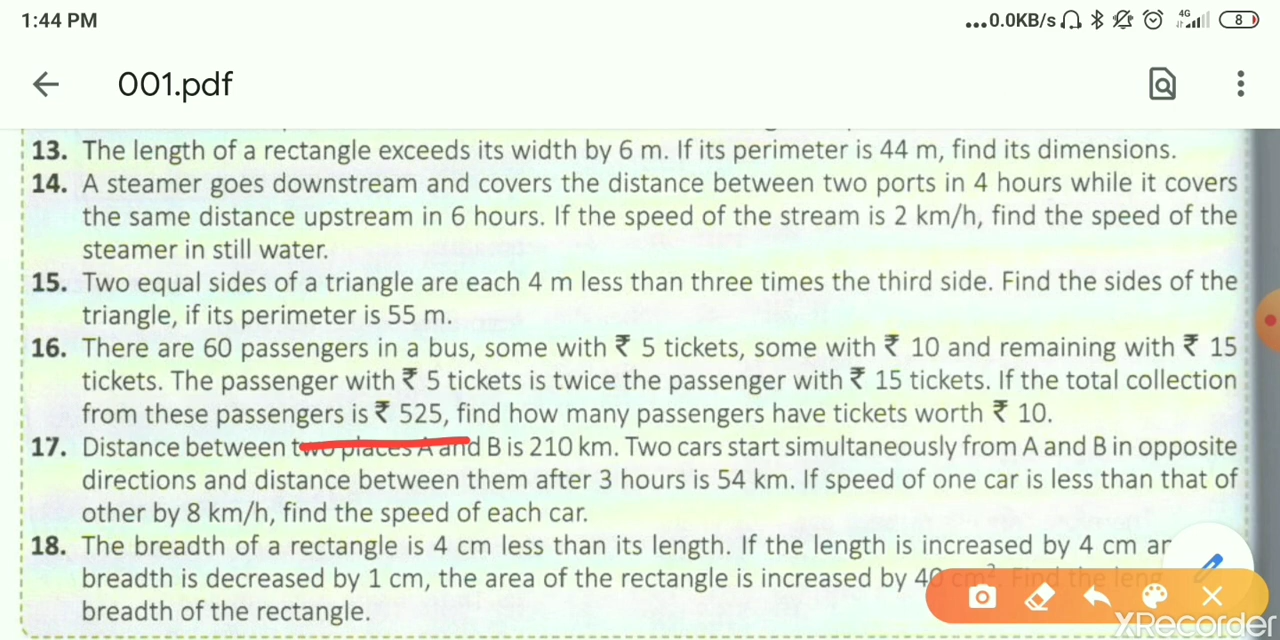 1:44 PM
...0.0KB/s 4G 8
001.pdf
13. The length of a rectangle exceeds its width by 6 m. If its perimeter is 44 m, find its dimensions.
14. A steamer goes downstream and covers the distance between two ports in 4 hours while it covers
the same distance upstream in 6 hours. If the speed of the stream is 2 km/h, find the speed of the
steamer in still water.
15. Two equal sides of a triangle are each 4 m less than three times the third side. Find the sides of the
triangle, if its perimeter is 55 m.
16. There are 60 passengers in a bus, some with ₹ 5 tickets, some with ₹ 10 and remaining with ₹ 15
tickets. The passenger with ₹ 5 tickets is twice the passenger with ₹ 15 tickets. If the total collection
from these passengers is ₹ 525, find how many passengers have tickets worth ₹ 10.
17. Distance between two places A and B is 210 km. Two cars start simultaneously from A and B in opposite
directions and distance between them after 3 hours is 54 km. If speed of one car is less than that of
other by 8 km/h, find the speed of each car.
18. The breadth of a rectangle is 4 cm less than its length. If the length is increased by 4 cm
breadth is decreased by 1 cm, the area of the rectangle is increased by 40 cm². Find the
breadth of the rectangle.
XRecorder